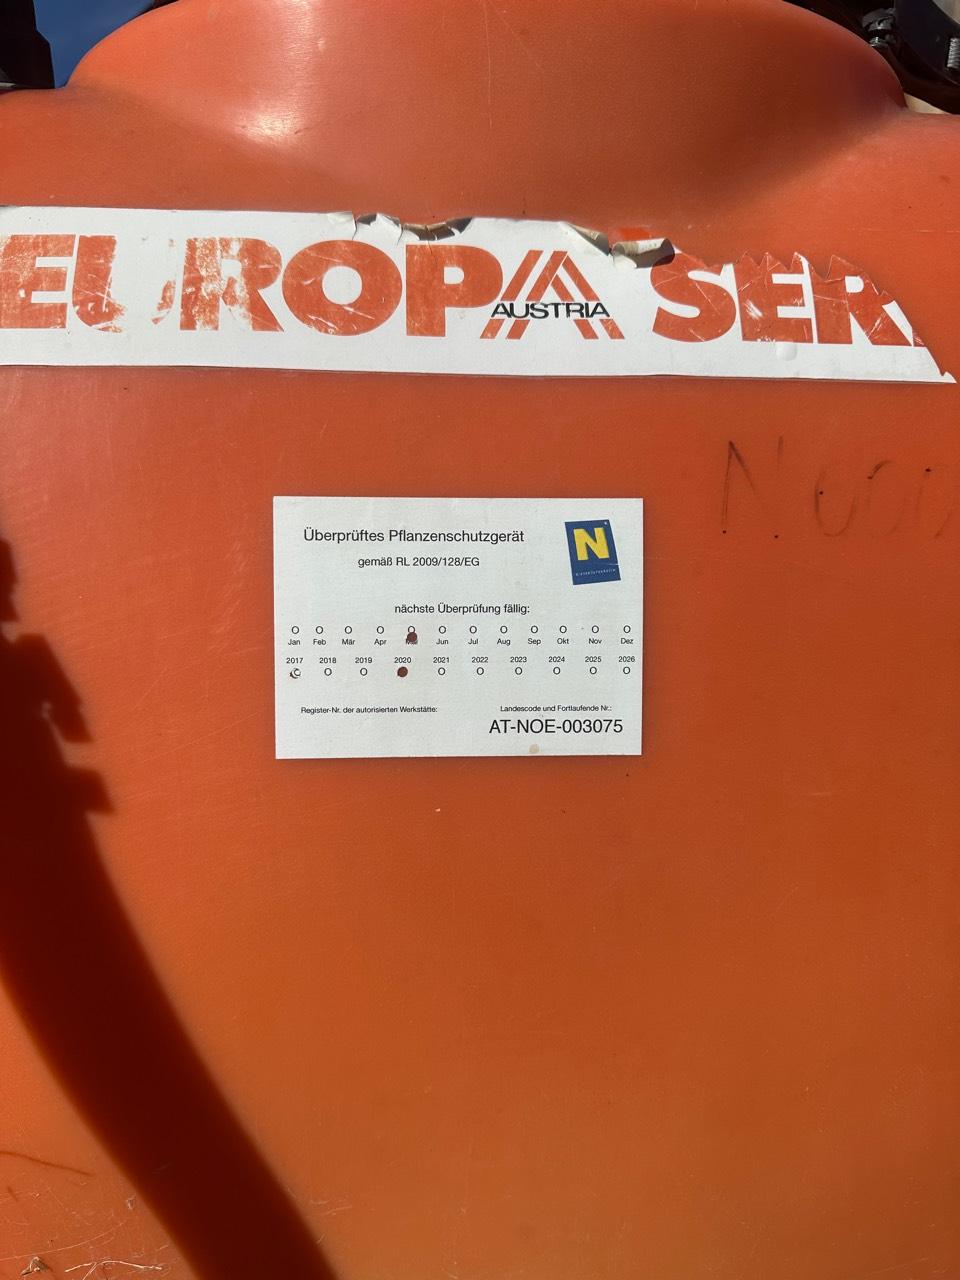 EUROPA SER
AUSTRIA
Überprüftes Pflanzenschutzgerät
gemäß RL 2009/128/EG
N
nächste Überprüfung fällig:
Jan Feb Mär Apr Mai Jun Jul Aug Sep Okt Nov Dez
2017 2018 2019 2020 2021 2022 2023 2024 2025 2026
Register-Nr. der autorisierten Werkstätte:
Landescode und Fortlaufende Nr.:
AT-NOE-003075